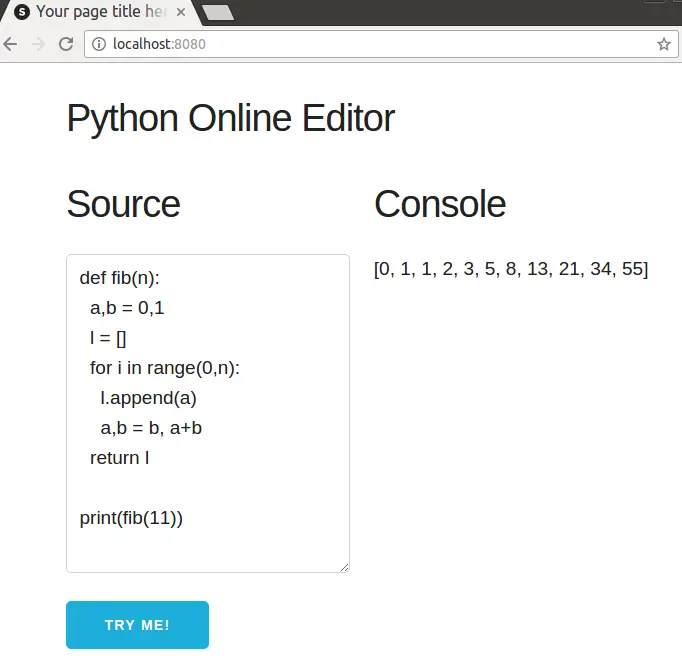 S Your page title her
localhost:8080
Python Online Editor
Source
def fib(n):
  a,b = 0,1
  l = []
  for i in range(0,n):
    l.append(a)
    a,b = b, a+b
  return l

print(fib(11))
TRY ME!
Console
[0, 1, 1, 2, 3, 5, 8, 13, 21, 34, 55]